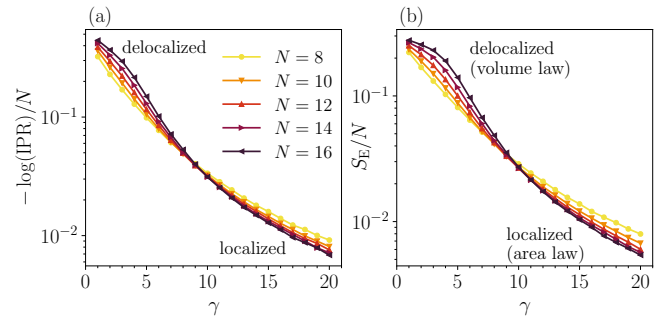 (a)
delocalized
N = 8
N = 10
N = 12
N = 14
N = 16
localized
− log(IPR)/N
10⁻¹
10⁻²
0 5 10 15 20
γ
(b)
delocalized
(volume law)
localized
(area law)
S_E/N
10⁻¹
10⁻²
0 5 10 15 20
γ